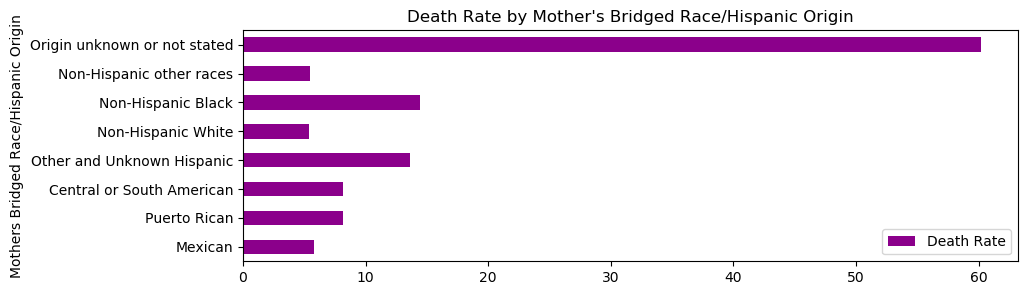 Death Rate by Mother's Bridged Race/Hispanic Origin
Mothers Bridged Race/Hispanic Origin
Origin unknown or not stated
Non-Hispanic other races
Non-Hispanic Black
Non-Hispanic White
Other and Unknown Hispanic
Central or South American
Puerto Rican
Mexican
Death Rate
0 10 20 30 40 50 60